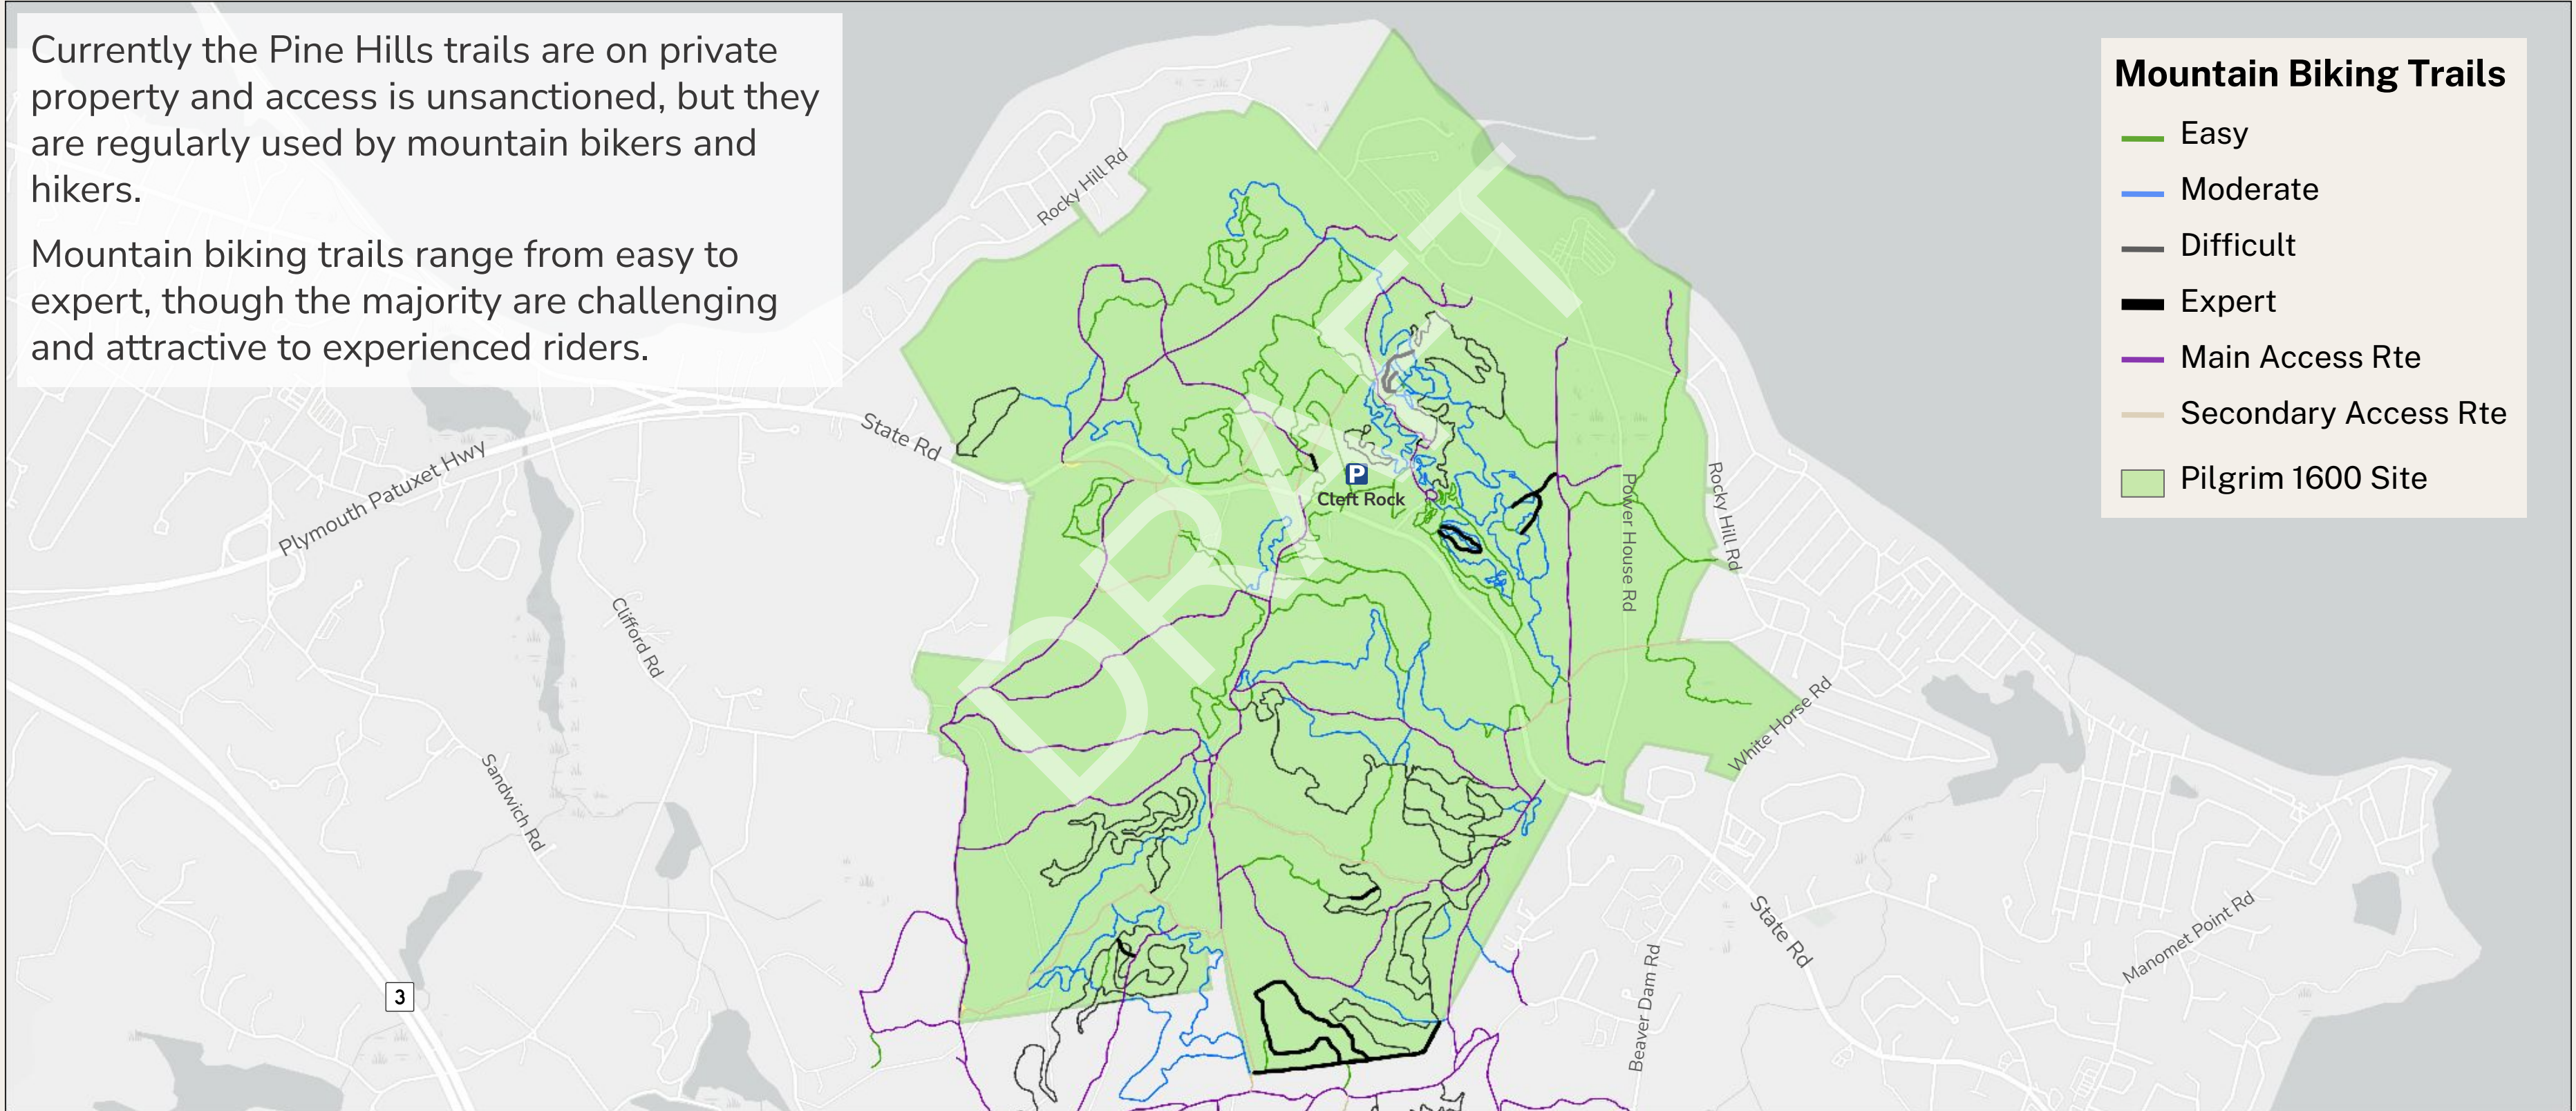 Currently the Pine Hills trails are on private
property and access is unsanctioned, but they
are regularly used by mountain bikers and
hikers.
Mountain biking trails range from easy to
expert, though the majority are challenging
and attractive to experienced riders.
Mountain Biking Trails
Easy
Moderate
Difficult
Expert
Main Access Rte
Secondary Access Rte
Pilgrim 1600 Site
Rocky Hill Rd
State Rd
Plymouth Patuxet Hwy
P
Cleft Rock
Power House Rd
Rocky Hill Rd
Clifford Rd
White Horse Rd
Sandwich Rd
State Rd
Manomet Point Rd
Beaver Dam Rd
3
DRAFT